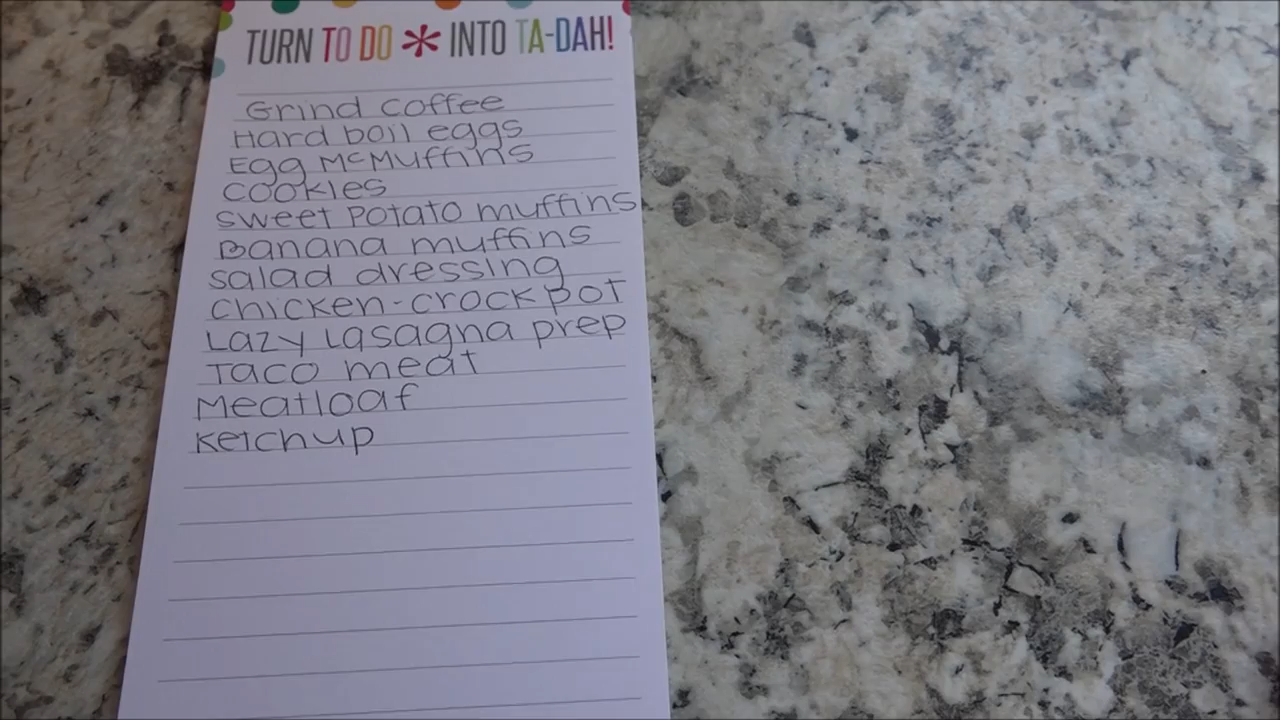 TURN TO DO * INTO TA-DAH!
Grind coffee
Hard boil eggs
Egg McMuffins
Cookies
Sweet Potato muffins
Banana muffins
Salad dressing
Chicken-crockpot
Lazy Lasagna prep
Taco meat
Meatloaf
Ketchup